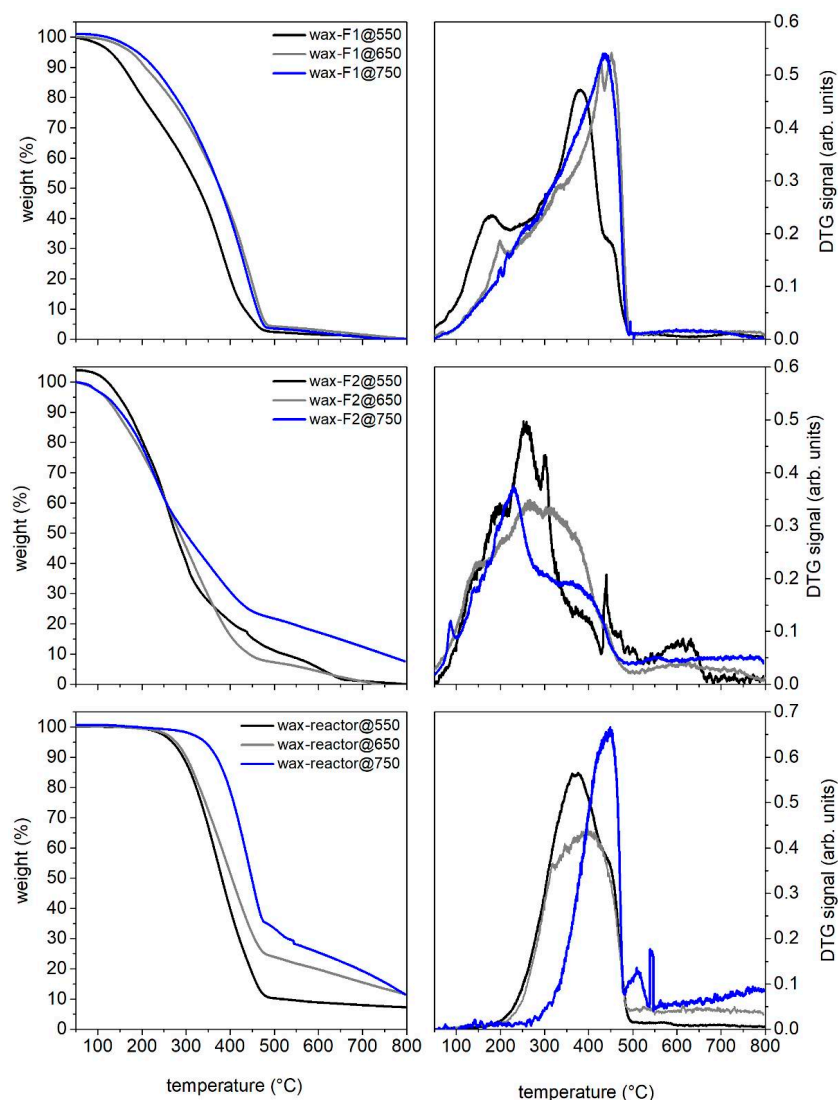 wax-F1@550
wax-F1@650
wax-F1@750
weight (%)
100
90
80
70
60
50
40
30
20
10
0
0.6
0.5
0.4
0.3
0.2
0.1
0.0
DTG signal (arb. units)
wax-F2@550
wax-F2@650
wax-F2@750
weight (%)
100
90
80
70
60
50
40
30
20
10
0
0.6
0.5
0.4
0.3
0.2
0.1
0.0
DTG signal (arb. units)
wax-reactor@550
wax-reactor@650
wax-reactor@750
weight (%)
100
90
80
70
60
50
40
30
20
10
0
0.7
0.6
0.5
0.4
0.3
0.2
0.1
0.0
DTG signal (arb. units)
100 200 300 400 500 600 700 800
100 200 300 400 500 600 700 800
temperature (°C)
temperature (°C)